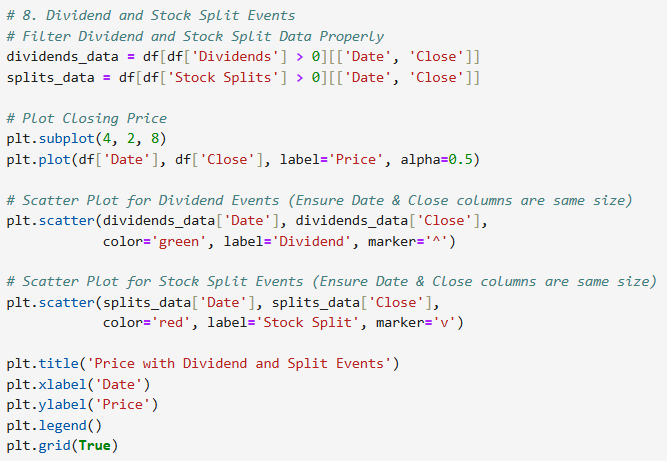 # 8. Dividend and Stock Split Events
# Filter Dividend and Stock Split Data Properly
dividends_data = df[df['Dividends'] > 0][['Date', 'Close']]
splits_data = df[df['Stock Splits'] > 0][['Date', 'Close']]

# Plot Closing Price
plt.subplot(4, 2, 8)
plt.plot(df['Date'], df['Close'], label='Price', alpha=0.5)

# Scatter Plot for Dividend Events (Ensure Date & Close columns are same size)
plt.scatter(dividends_data['Date'], dividends_data['Close'],
            color='green', label='Dividend', marker='^')

# Scatter Plot for Stock Split Events (Ensure Date & Close columns are same size)
plt.scatter(splits_data['Date'], splits_data['Close'],
            color='red', label='Stock Split', marker='v')

plt.title('Price with Dividend and Split Events')
plt.xlabel('Date')
plt.ylabel('Price')
plt.legend()
plt.grid(True)